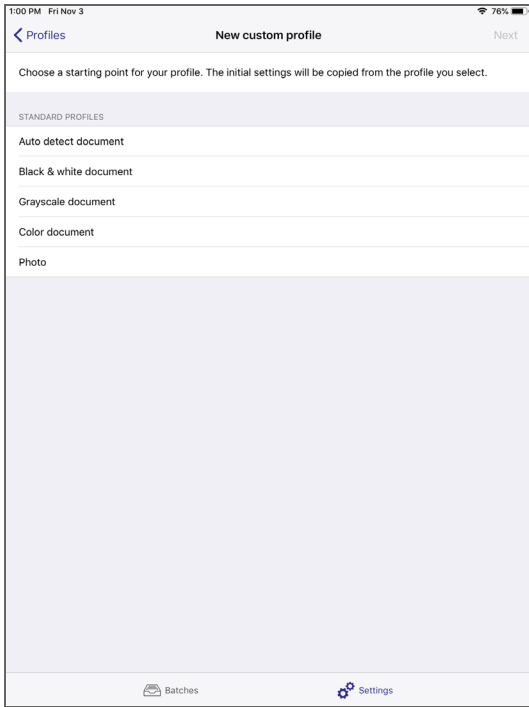 1:00 PM Fri Nov 3 76%
Profiles New custom profile Next
Choose a starting point for your profile. The initial settings will be copied from the profile you select.
STANDARD PROFILES
Auto detect document
Black & white document
Grayscale document
Color document
Photo
Batches Settings